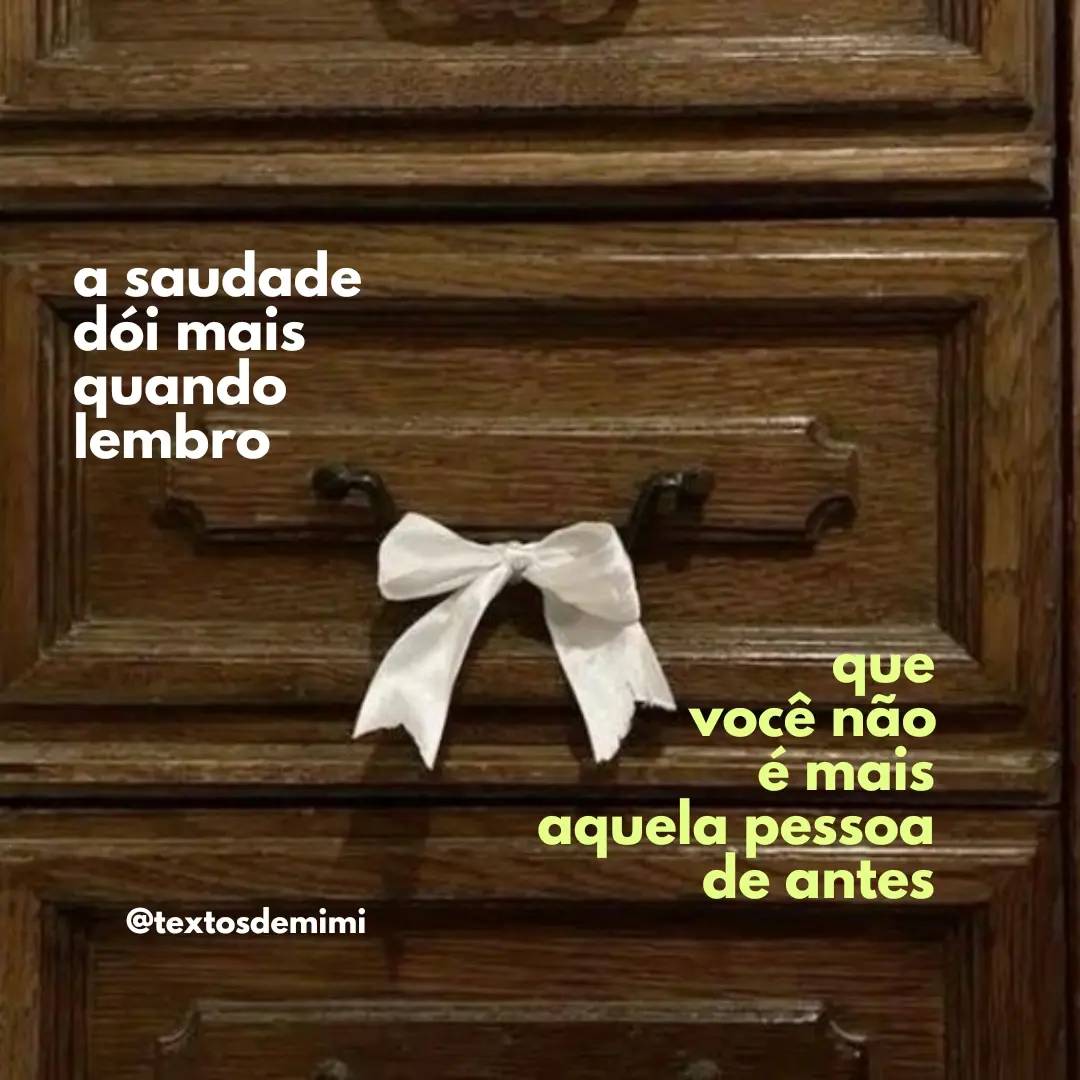 a saudade
dói mais
quando
lembro
que
você não
é mais
aquela pessoa
de antes
@textosdemimi